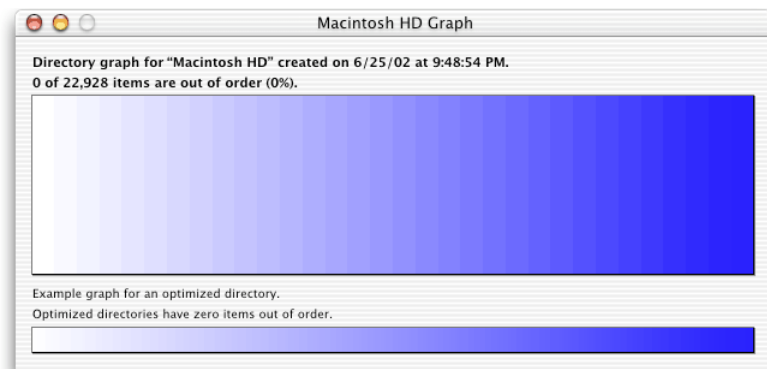 Macintosh HD Graph
Directory graph for “Macintosh HD” created on 6/25/02 at 9:48:54 PM.
0 of 22,928 items are out of order (0%).
Example graph for an optimized directory.
Optimized directories have zero items out of order.